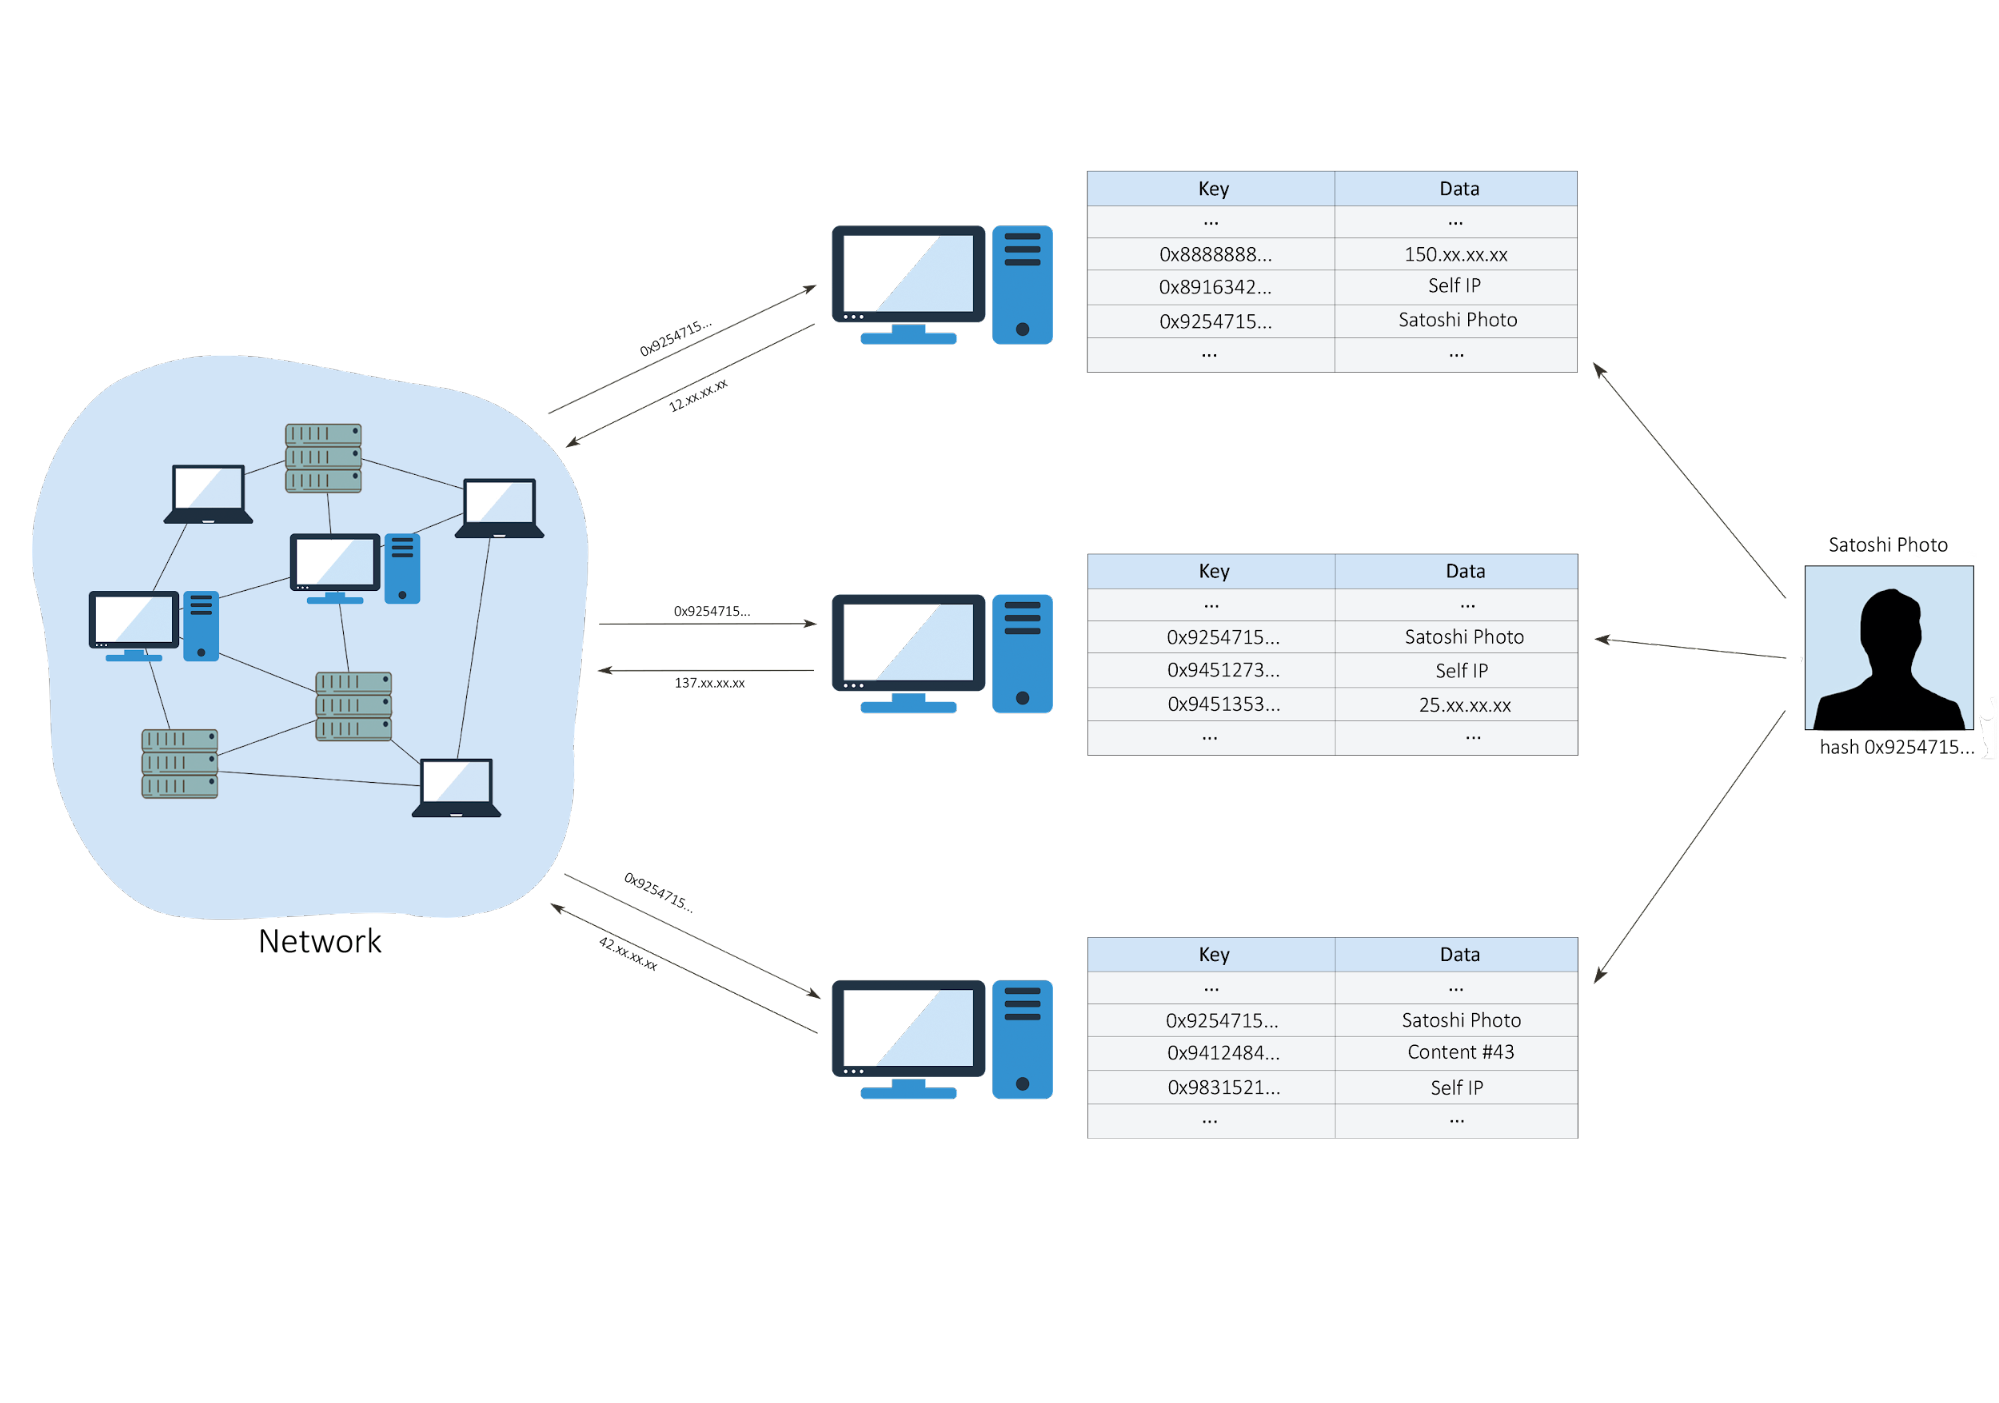 Key Data
... ...
0x8888888... 150.xx.xx.xx
0x8916342... Self IP
0x9254715... Satoshi Photo
... ...
0x9254715...
12.xx.xx.xx
Key Data
... ...
0x9254715... Satoshi Photo
0x9451273... Self IP
0x9451353... 25.xx.xx.xx
... ...
0x9254715...
137.xx.xx.xx
Satoshi Photo
hash 0x9254715...
Network
0x9254715...
42.xx.xx.xx
Key Data
... ...
0x9254715... Satoshi Photo
0x9412484... Content #43
0x9831521... Self IP
... ...